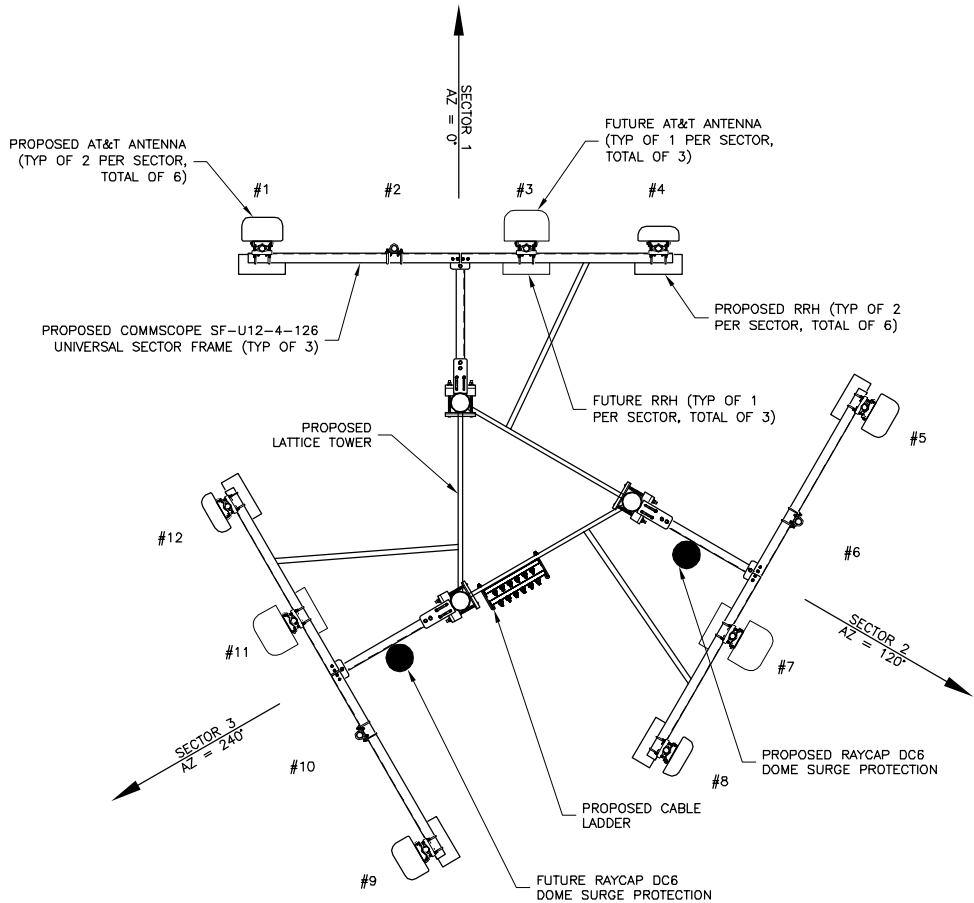 SECTOR 1
AZ = 0°
PROPOSED AT&T ANTENNA
(TYP OF 2 PER SECTOR,
TOTAL OF 6)
FUTURE AT&T ANTENNA
(TYP OF 1 PER SECTOR,
TOTAL OF 3)
#1
#2
#3
#4
PROPOSED COMMSCOPE SF-U12-4-126
UNIVERSAL SECTOR FRAME (TYP OF 3)
PROPOSED RRH (TYP OF 2
PER SECTOR, TOTAL OF 6)
FUTURE RRH (TYP OF 1
PER SECTOR, TOTAL OF 3)
PROPOSED
LATTICE TOWER
#5
#12
#6
SECTOR 2
AZ = 120°
#11
#7
SECTOR 3
AZ = 240°
#10
#8
PROPOSED RAYCAP DC6
DOME SURGE PROTECTION
PROPOSED CABLE
LADDER
#9
FUTURE RAYCAP DC6
DOME SURGE PROTECTION